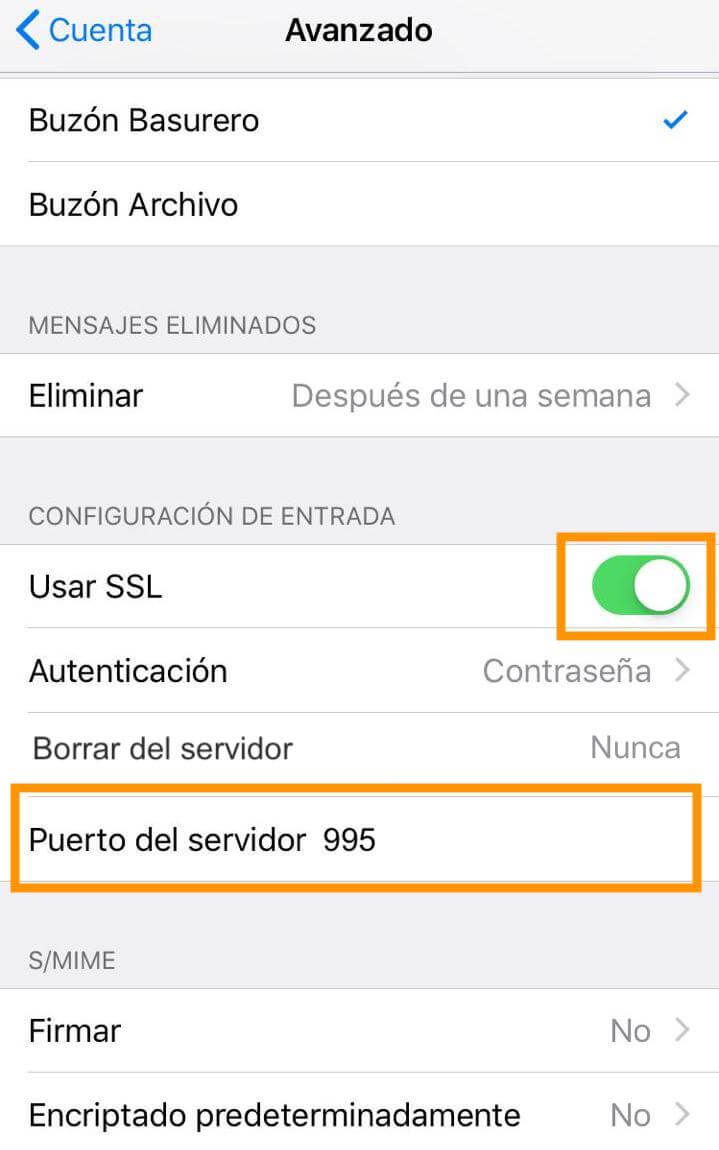 Cuenta Avanzado
Buzón Basurero
Buzón Archivo
MENSAJES ELIMINADOS
Eliminar Después de una semana
CONFIGURACIÓN DE ENTRADA
Usar SSL
Autenticación Contraseña
Borrar del servidor Nunca
Puerto del servidor 995
S/MIME
Firmar No
Encriptado predeterminadamente No